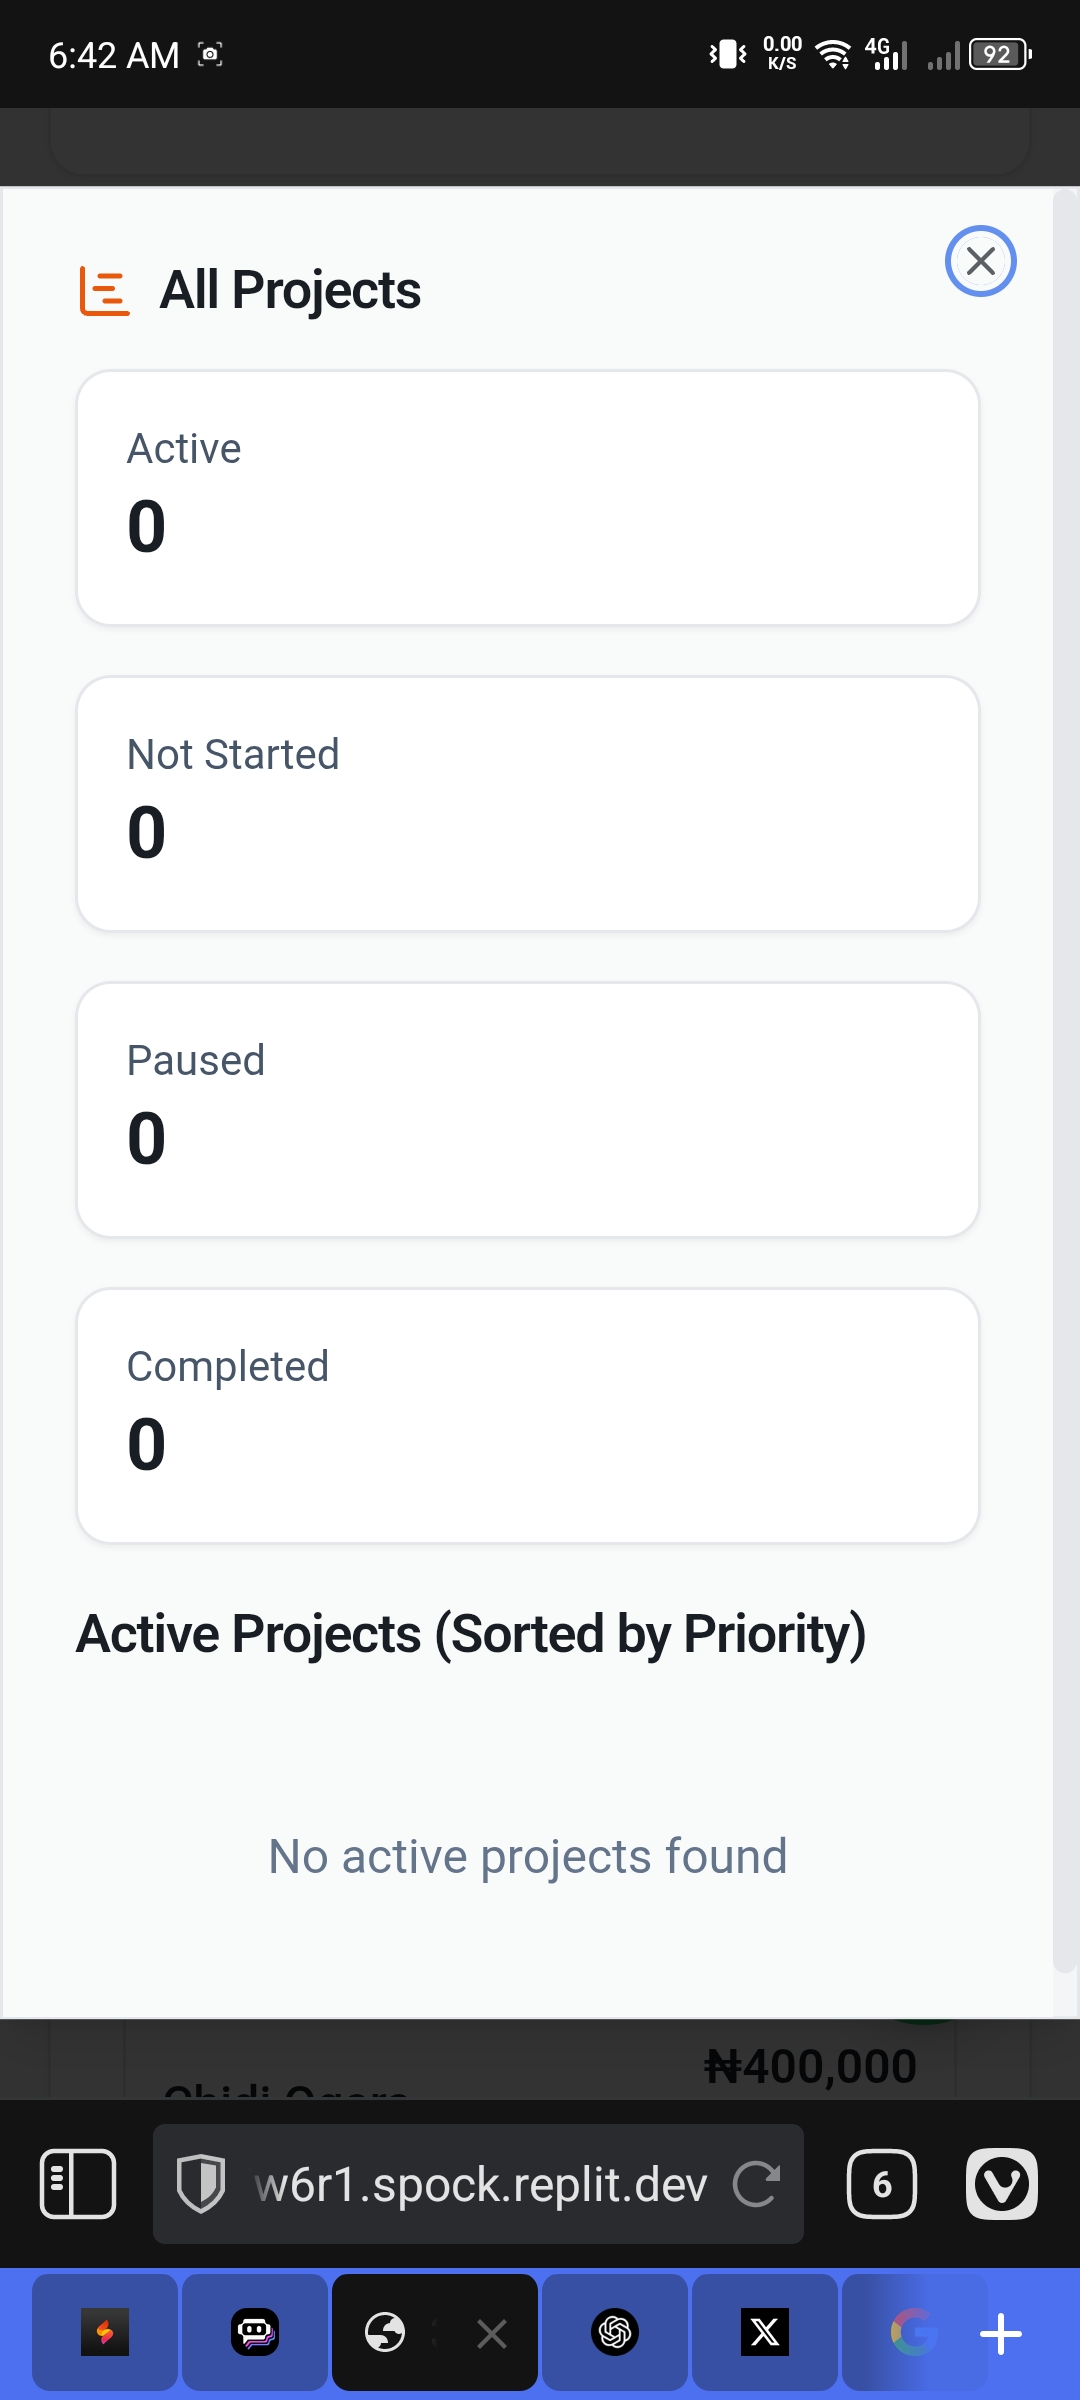 6:42 AM
0.00
K/S
4G
92
All Projects
Active
0
Not Started
0
Paused
0
Completed
0
Active Projects (Sorted by Priority)
No active projects found
₦400,000
w6r1.spock.replit.dev
6